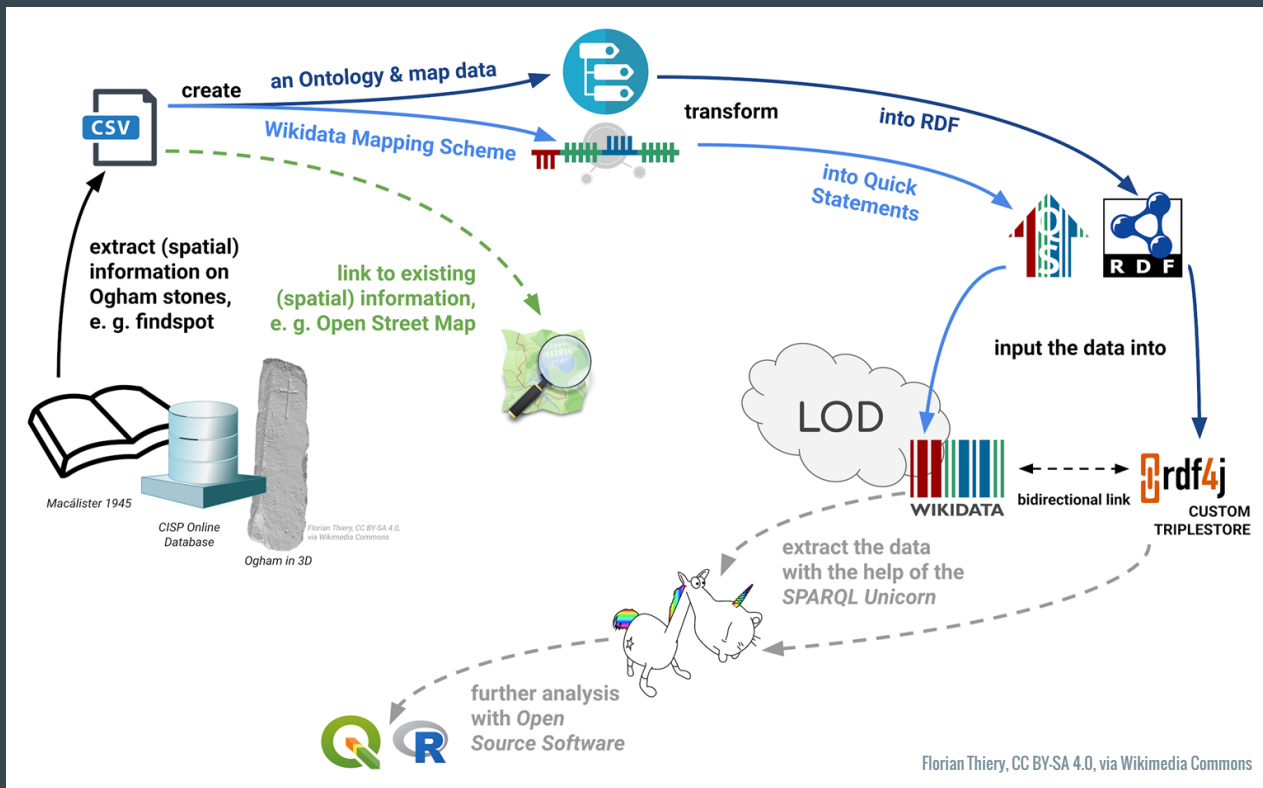 create
an Ontology & map data
Wikidata Mapping Scheme
CSV
transform
into RDF
into Quick
Statements
QS
RDF
extract (spatial)
information on
Ogham stones,
e. g. findspot
link to existing
(spatial) information,
e. g. Open Street Map
input the data into
LOD
WIKIDATA
bidirectional link
rdf4j
CUSTOM
TRIPLESTORE
Macálister 1945
CISP Online
Database
Florian Thiery, CC BY-SA 4.0,
via Wikimedia Commons
Ogham in 3D
extract the data
with the help of the
SPARQL Unicorn
further analysis
with Open
Source Software
R
Florian Thiery, CC BY-SA 4.0, via Wikimedia Commons